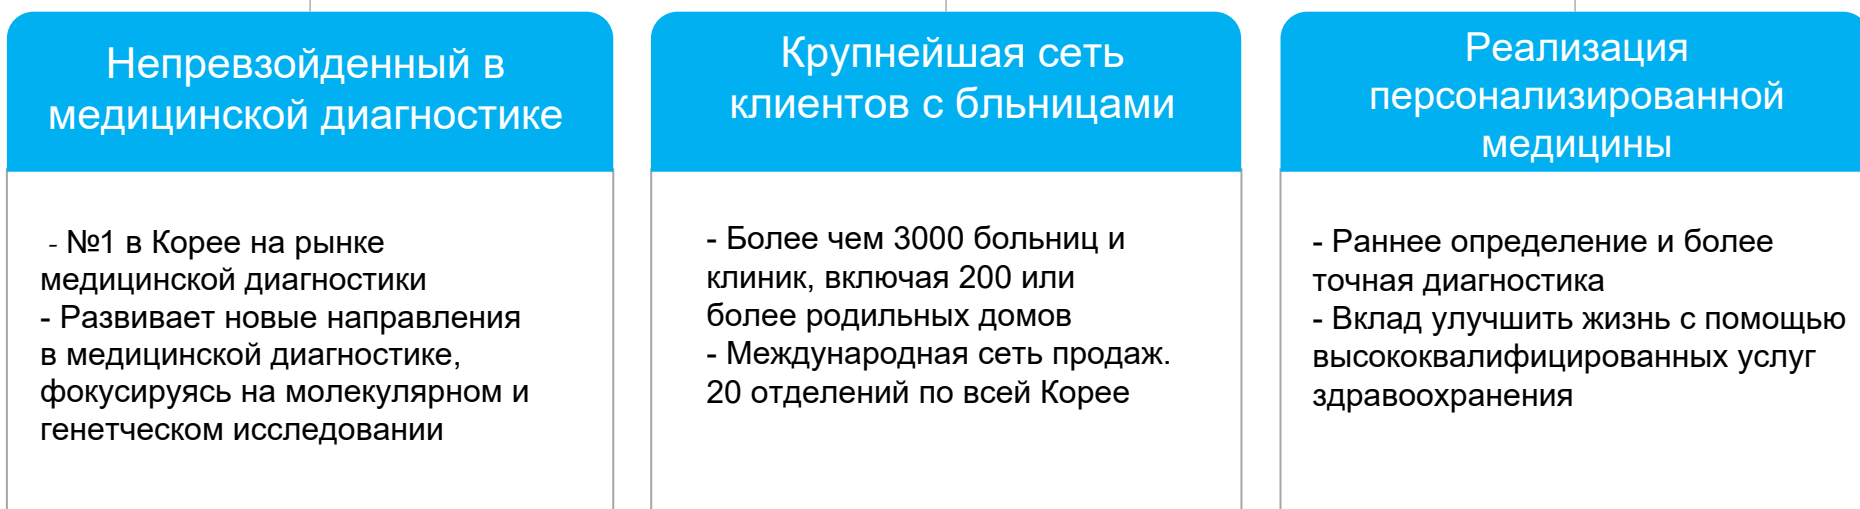 Непревзойденный в
медицинской диагностике
- №1 в Корее на рынке
медицинской диагностики
- Развивает новые направления
в медицинской диагностике,
фокусируясь на молекулярном и
генетческом исследовании
Крупнейшая сеть
клиентов с бльницами
- Более чем 3000 больниц и
клиник, включая 200 или
более родильных домов
- Международная сеть продаж.
20 отделений по всей Корее
Реализация
персонализированной
медицины
- Раннее определение и более
точная диагностика
- Вклад улучшить жизнь с помощью
высококвалифицированных услуг
здравоохранения